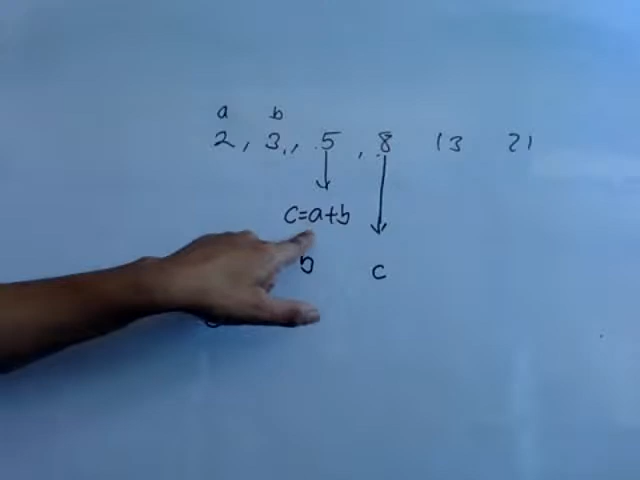 a b
2, 3,, 5, 8 13 21
c=a+b
b c